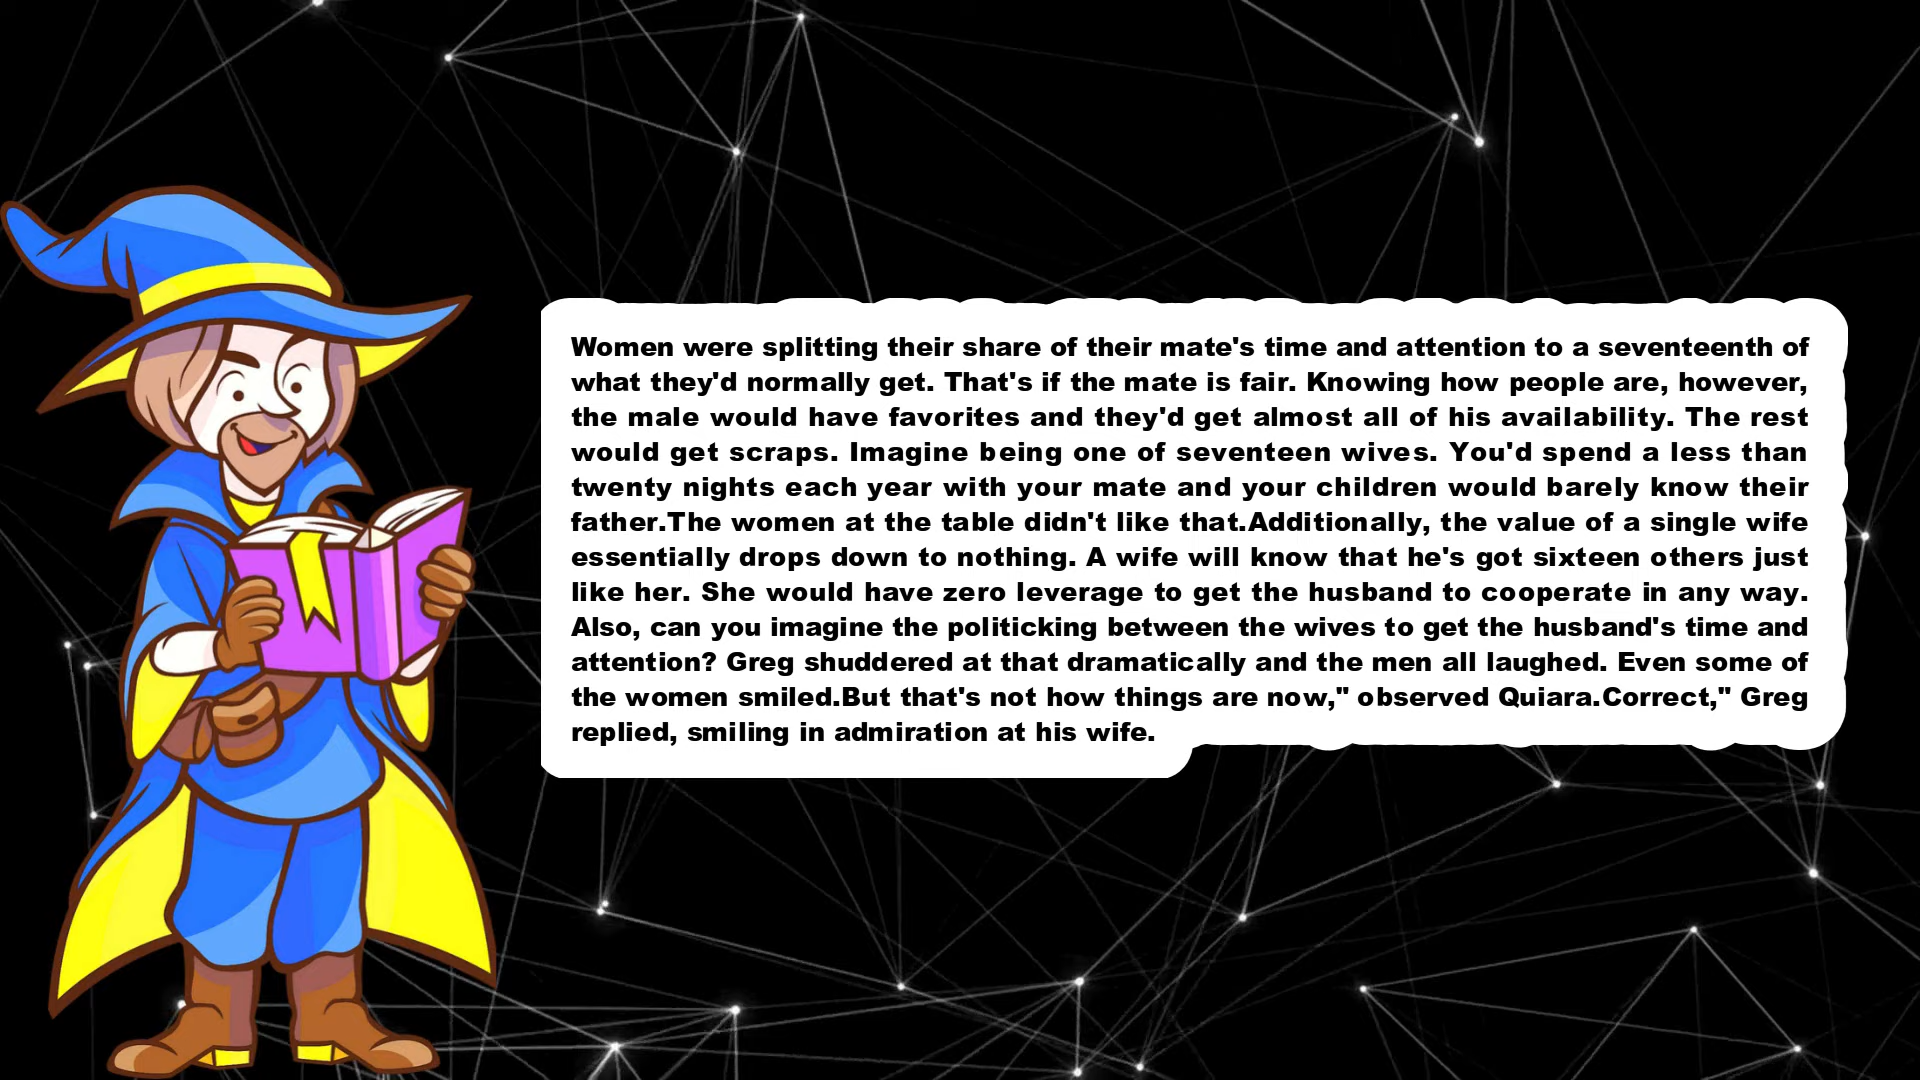 Women were splitting their share of their mate's time and attention to a seventeenth of
what they'd normally get. That's if the mate is fair. Knowing how people are, however,
the male would have favorites and they'd get almost all of his availability. The rest
would get scraps. Imagine being one of seventeen wives. You'd spend a less than
twenty nights each year with your mate and your children would barely know their
father.The women at the table didn't like that.Additionally, the value of a single wife
essentially drops down to nothing. A wife will know that he's got sixteen others just
like her. She would have zero leverage to get the husband to cooperate in any way.
Also, can you imagine the politicking between the wives to get the husband's time and
attention? Greg shuddered at that dramatically and the men all laughed. Even some of
the women smiled.But that's not how things are now," observed Quiara.Correct," Greg
replied, smiling in admiration at his wife.